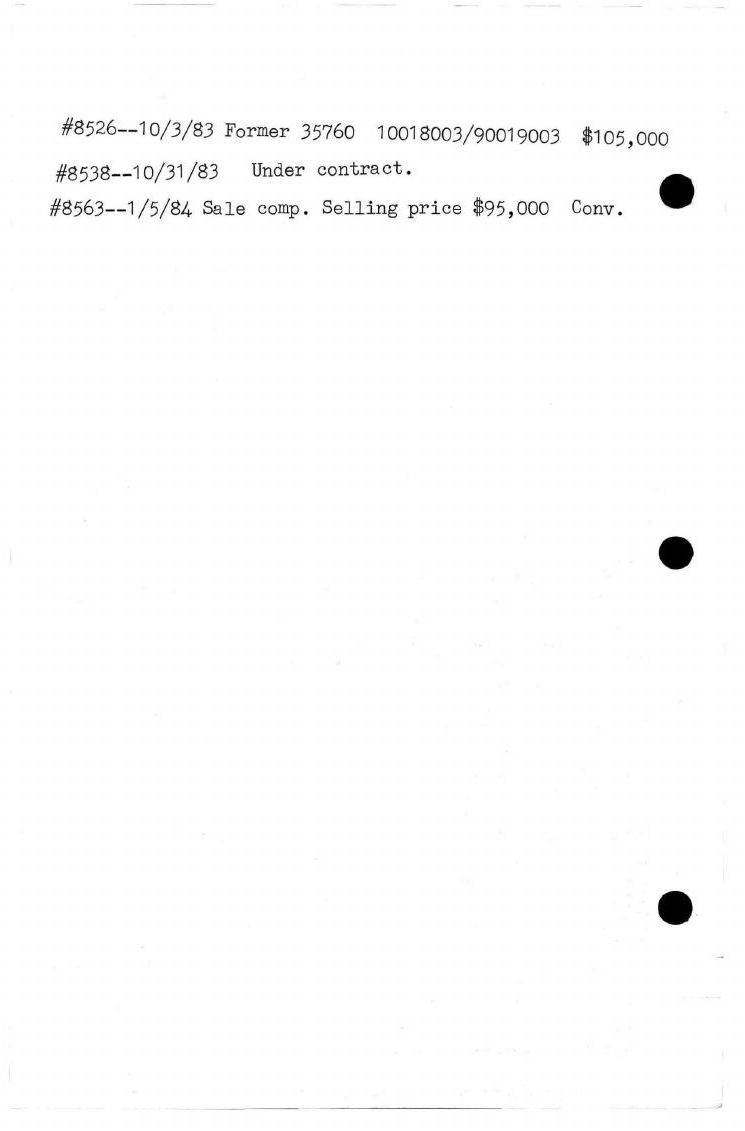 #8526--10/3/83 Former 35760 10018003/90019003 $105,000
#8538--10/31/83 Under contract.
#8563--1/5/84 Sale comp. Selling price $95,000 Conv.